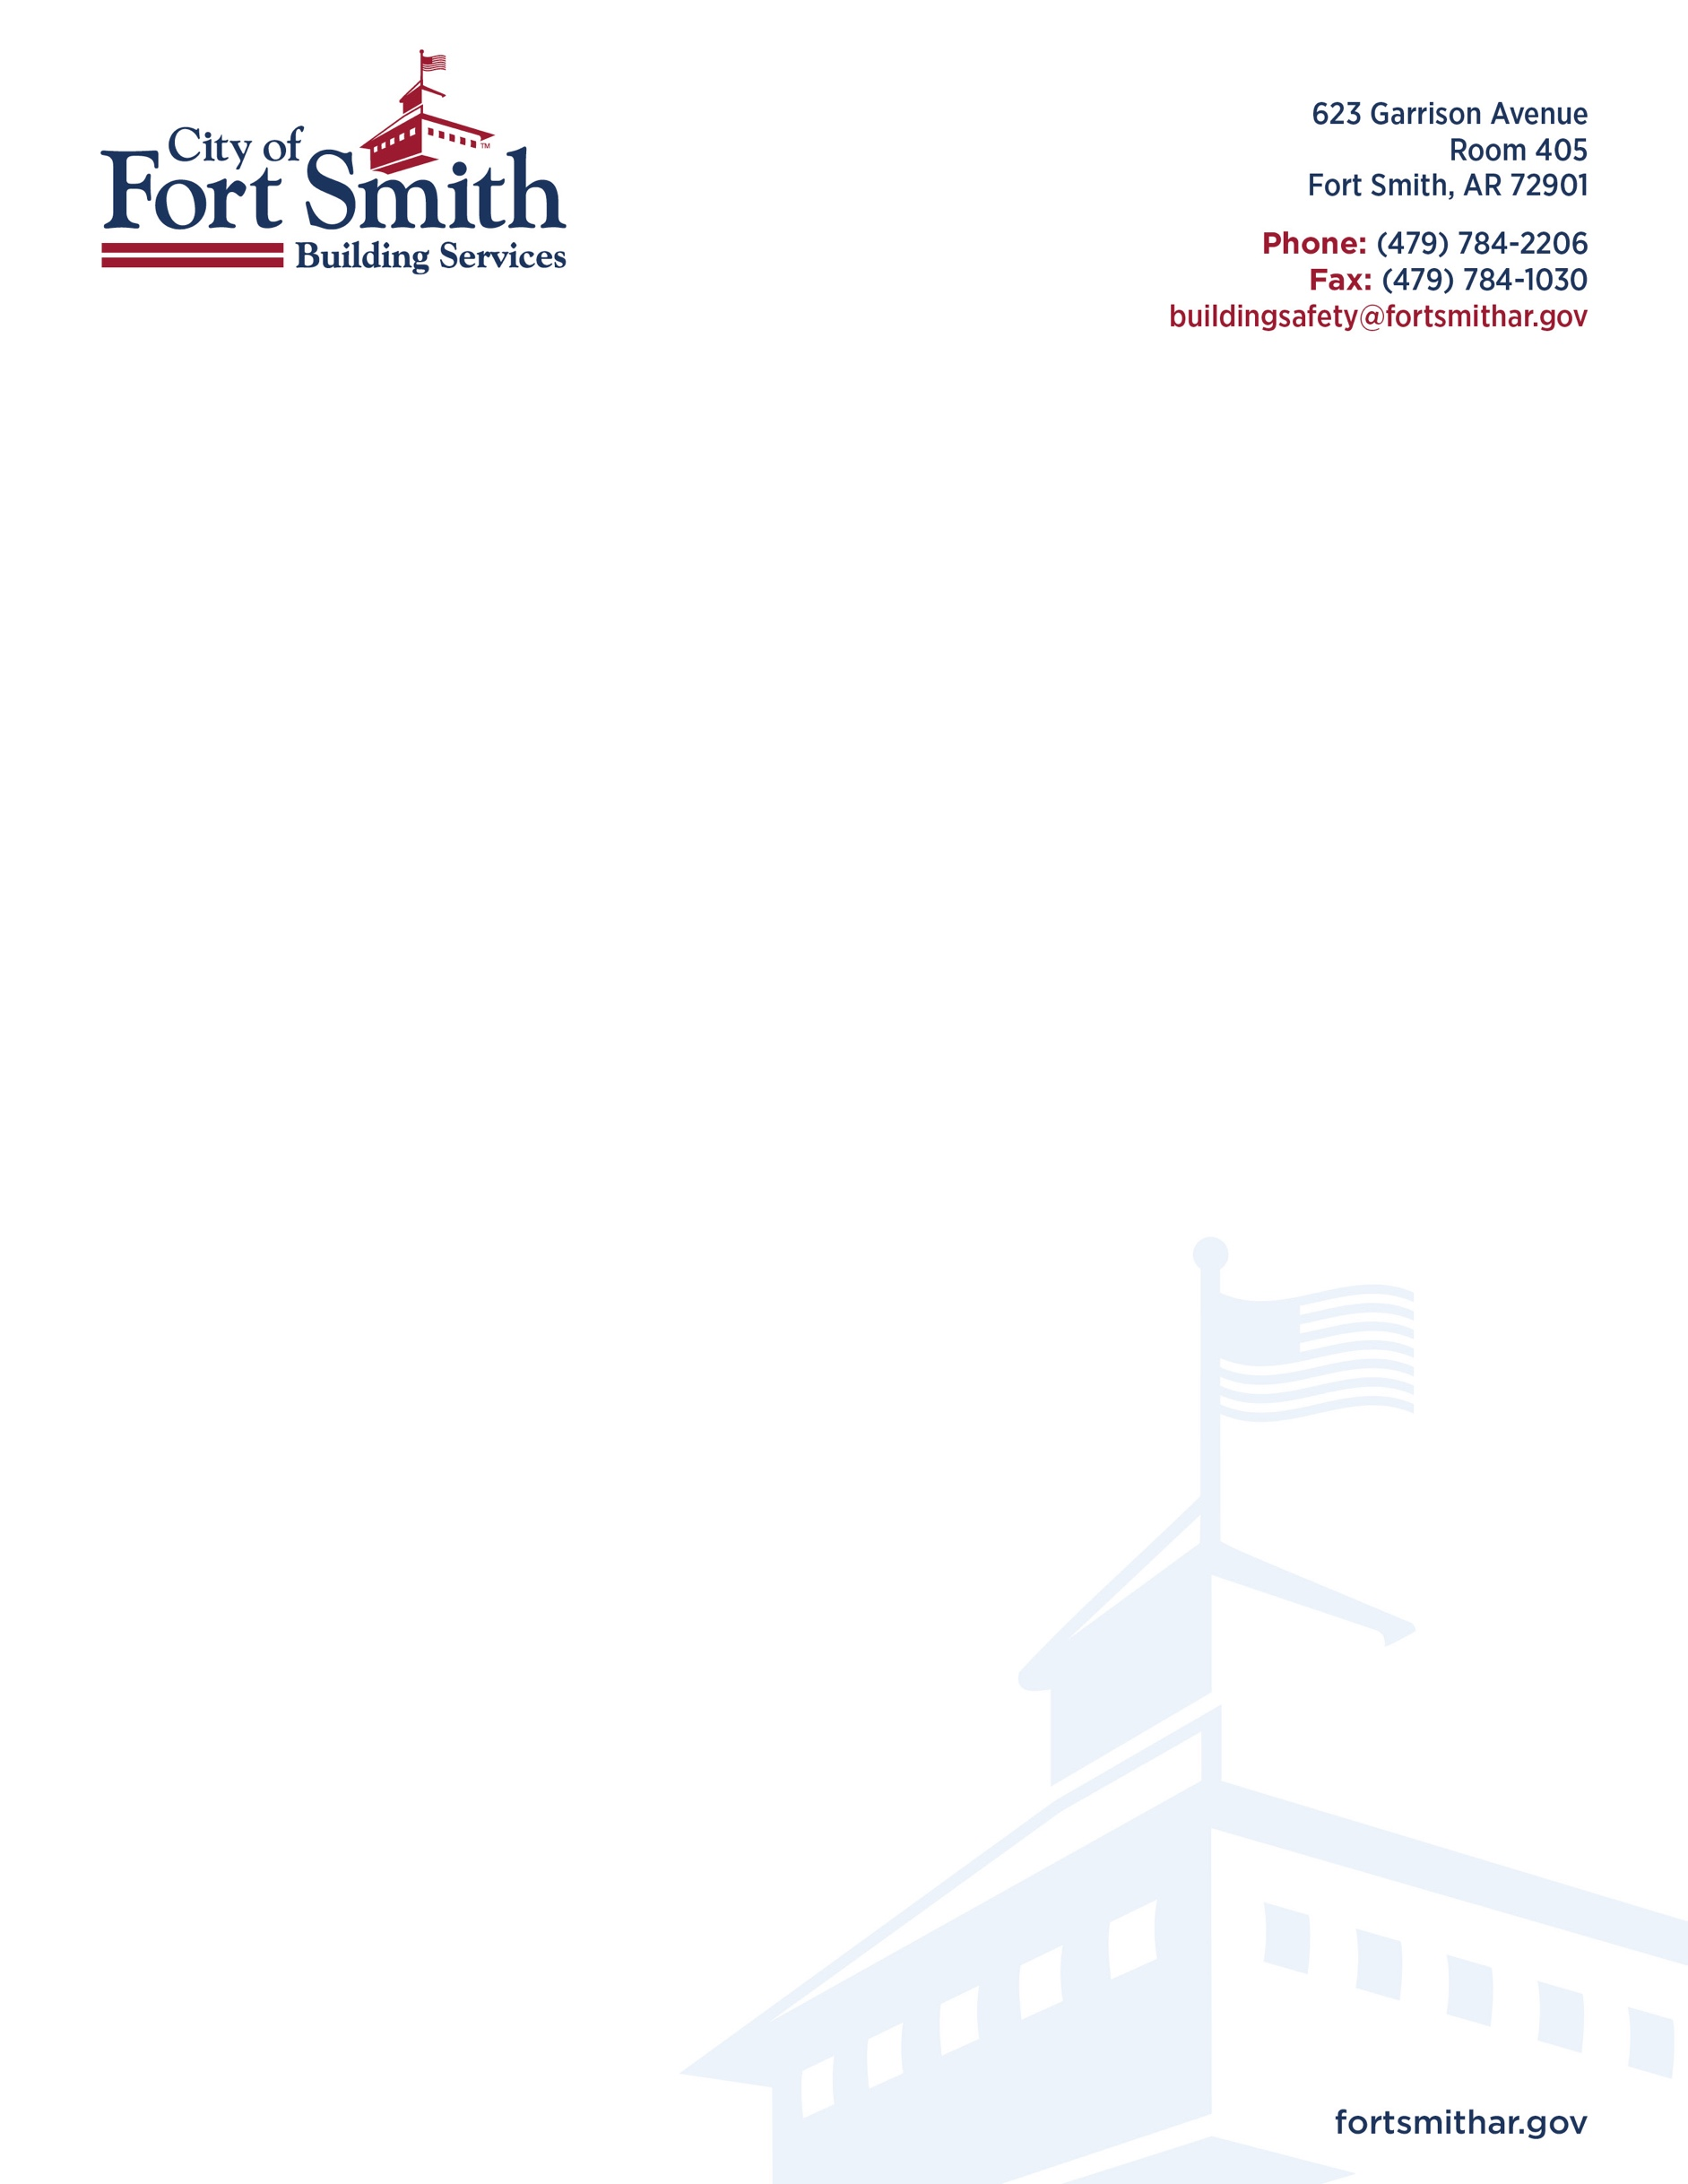 City of
Fort Smith
Building Services
TM
623 Garrison Avenue
Room 405
Fort Smith, AR 72901
Phone: (479) 784-2206
Fax: (479) 784-1030
buildingsafety@fortsmithar.gov
fortsmithar.gov